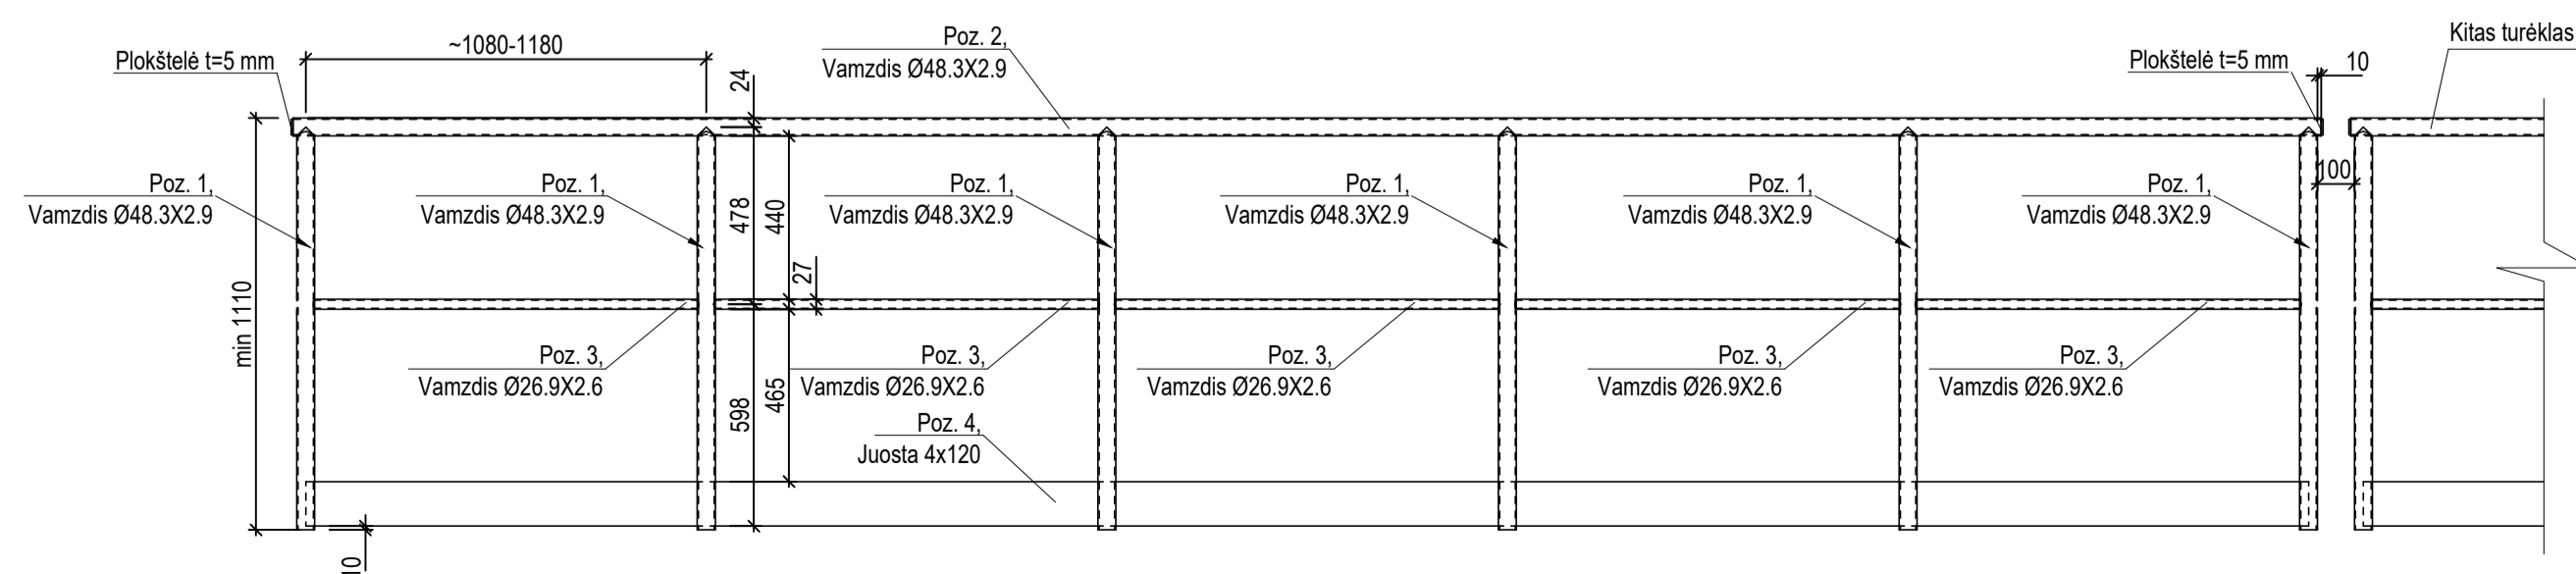 Kitas turėklas
Poz. 2,
Vamzdis Ø48.3X2.9
~1080-1180
Plokštelė t=5 mm
Plokštelė t=5 mm
10
24
100
Poz. 1,
Vamzdis Ø48.3X2.9
Poz. 1,
Vamzdis Ø48.3X2.9
478
440
Poz. 1,
Vamzdis Ø48.3X2.9
Poz. 1,
Vamzdis Ø48.3X2.9
Poz. 1,
Vamzdis Ø48.3X2.9
Poz. 1,
Vamzdis Ø48.3X2.9
27
min 1110
Poz. 3,
Vamzdis Ø26.9X2.6
Poz. 3,
Vamzdis Ø26.9X2.6
Poz. 3,
Vamzdis Ø26.9X2.6
Poz. 3,
Vamzdis Ø26.9X2.6
Poz. 3,
Vamzdis Ø26.9X2.6
465
598
Poz. 4,
Juosta 4x120
10